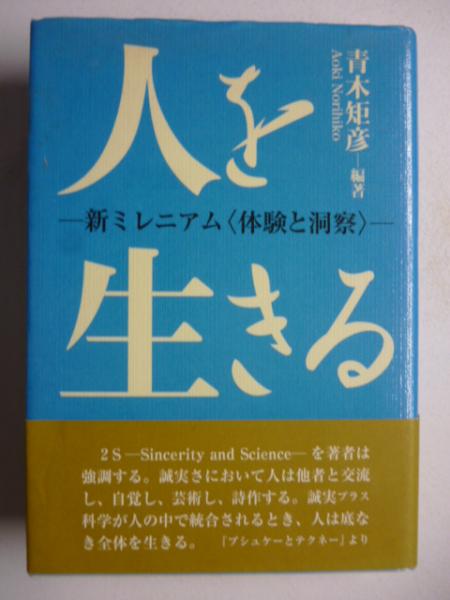 人を
生きる
―新ミレニアム〈体験と洞察〉―
青木矩彦―編著
Aoki Norihiko
2S―Sincerity and Science―を著者は
強調する。誠実さにおいて人は他者と交流
し、自覚し、芸術し、詩作する。誠実プラス
科学が人の中で統合されるとき、人は底な
き全体を生きる。 『プシュケーとテクネー』より